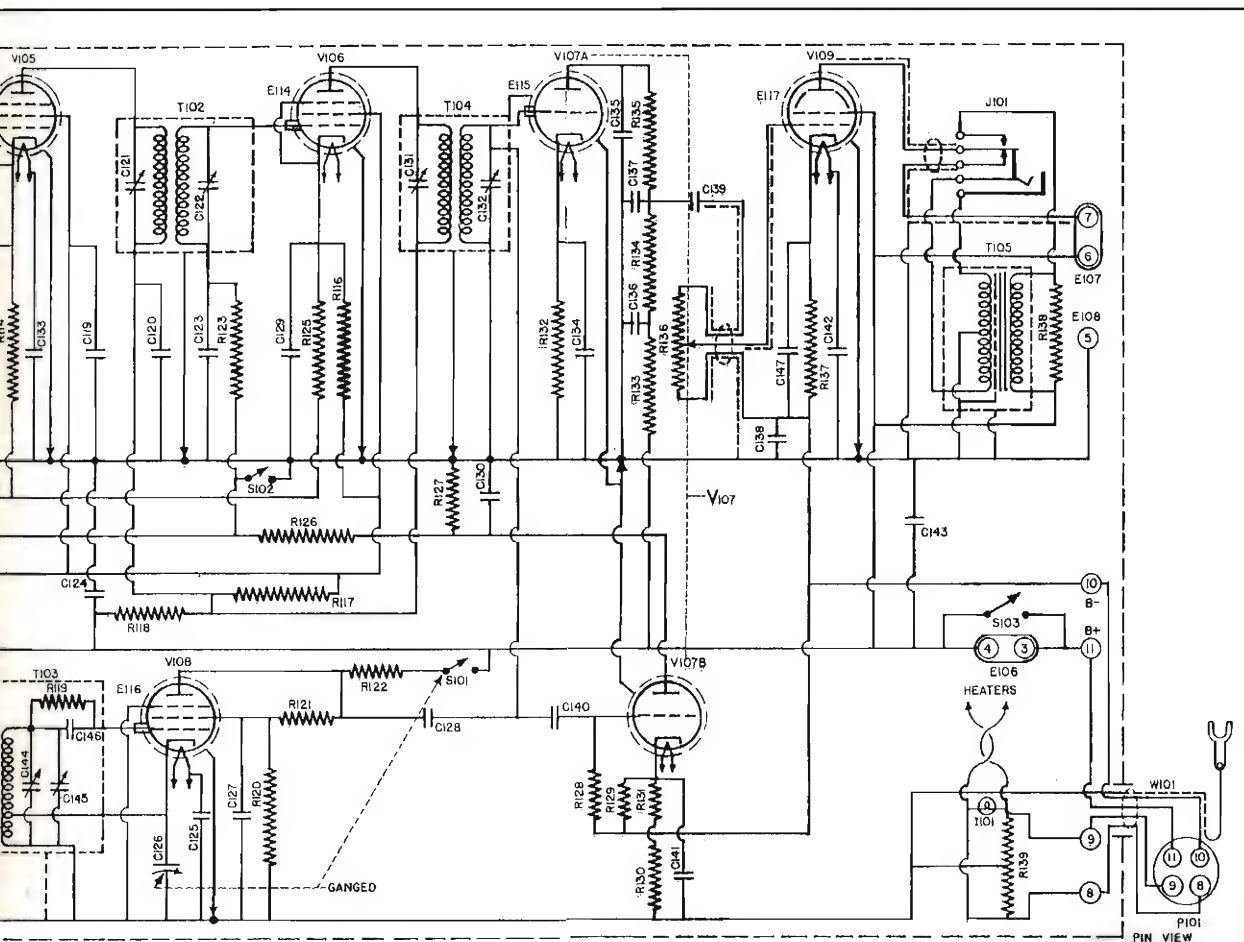 V105
V106
V107A
V109
E114
E115
E117
J101
T102
T104
C121
C122
C131
C132
C135
R135
C137
C139
R134
C136
R136
T105
7
6
E107
E108
5
R114
C133
C119
C120
C123
R123
C129
R125
R116
R132
C134
R133
C147
R137
C142
R138
C138
S102
R127
C130
V107
R126
C143
C124
R117
R118
10
B-
S103
B+
4
3
11
E106
T103
R119
V108
E116
R122
S101
V107B
HEATERS
C146
R121
C128
C140
C144
C145
C127
R120
R128
R129
R131
W101
I101
9
C126
C125
R130
C141
R139
11
10
9
8
8
GANGED
P101
PIN VIEW